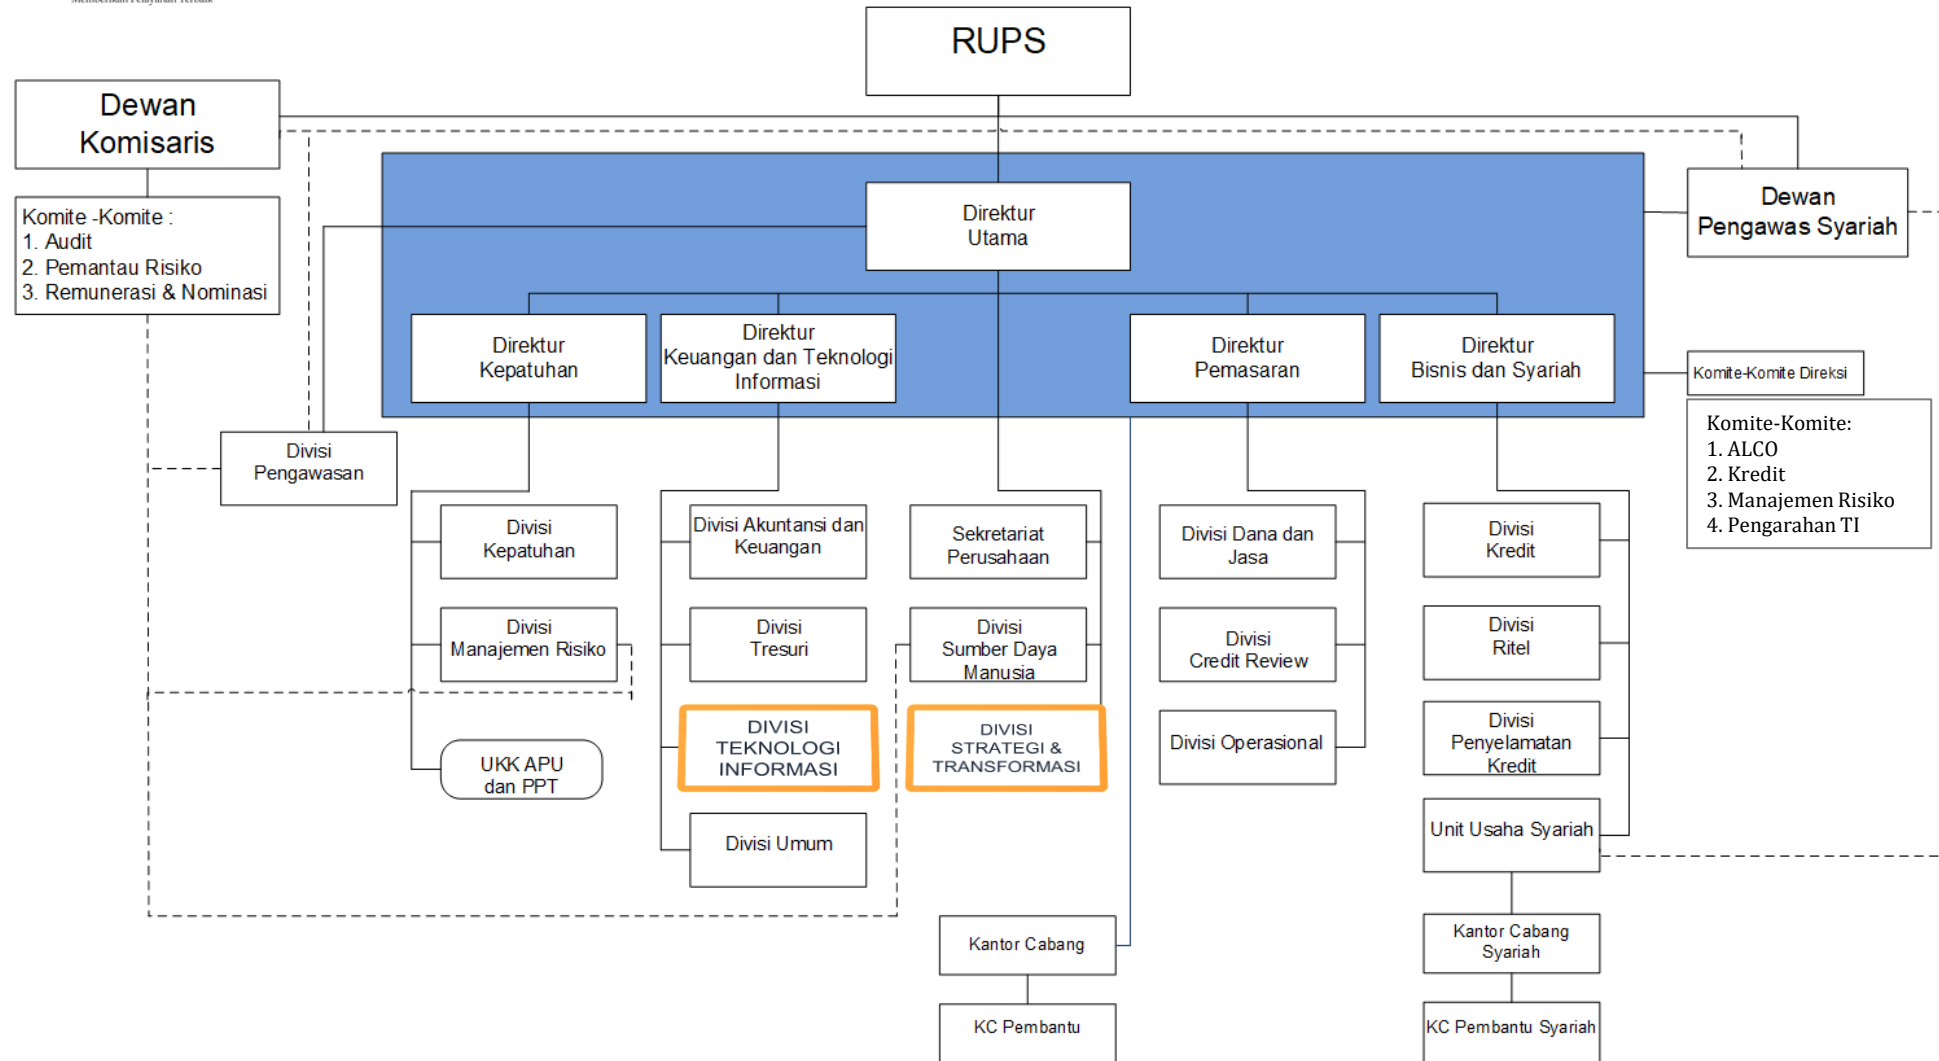 Memberikan Pelayanan Terbaik
RUPS
Dewan
Komisaris
Komite -Komite :
1. Audit
2. Pemantau Risiko
3. Remunerasi & Nominasi
Direktur
Utama
Dewan
Pengawas Syariah
Direktur
Kepatuhan
Direktur
Keuangan dan Teknologi
Informasi
Direktur
Pemasaran
Direktur
Bisnis dan Syariah
Komite-Komite Direksi
Komite-Komite:
1. ALCO
2. Kredit
3. Manajemen Risiko
4. Pengarahan TI
Divisi
Pengawasan
Divisi
Kepatuhan
Divisi
Manajemen Risiko
UKK APU
dan PPT
Divisi Akuntansi dan
Keuangan
Divisi
Tresuri
DIVISI
TEKNOLOGI
INFORMASI
Divisi Umum
Sekretariat
Perusahaan
Divisi
Sumber Daya
Manusia
DIVISI
STRATEGI &
TRANSFORMASI
Divisi Dana dan
Jasa
Divisi
Credit Review
Divisi Operasional
Divisi
Kredit
Divisi
Ritel
Divisi
Penyelamatan
Kredit
Unit Usaha Syariah
Kantor Cabang
KC Pembantu
Kantor Cabang
Syariah
KC Pembantu Syariah